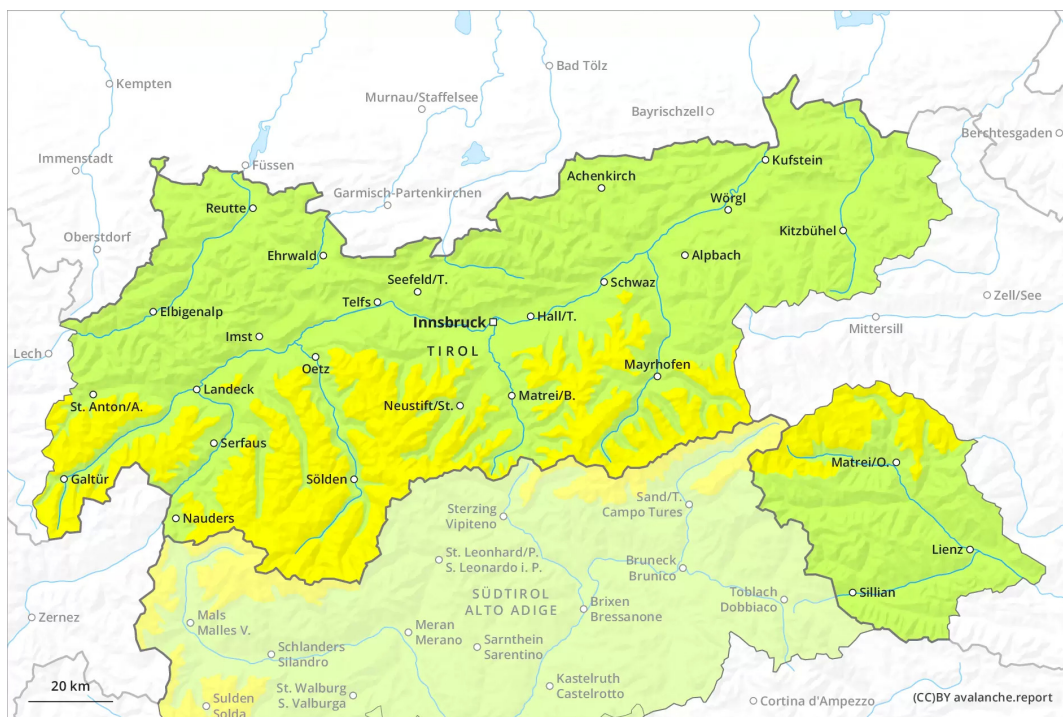 Kempten
Bad Tölz
Murnau/Staffelsee
Bayrischzell
Berchtesgaden
Immenstadt
Füssen
Kufstein
Achenkirch
Garmisch-Partenkirchen
Reutte
Wörgl
Oberstdorf
Kitzbühel
Ehrwald
Alpbach
Seefeld/T.
Schwaz
Telfs
Zell/See
Elbigenalp
Innsbruck
Hall/T.
Mittersill
Imst
Lech
TIROL
Oetz
Mayrhofen
Landeck
St. Anton/A.
Neustift/St.
Matrei/B.
Serfaus
Matrei/O.
Galtür
Sölden
Sand/T.
Campo Tures
Sterzing
Vipiteno
Nauders
Lienz
St. Leonhard/P.
S. Leonardo i. P.
Bruneck
Brunico
Sillian
SÜDTIROL
ALTO ADIGE
Toblach
Dobbiaco
Brixen
Bressanone
Zernez
Mals
Malles V.
Meran
Merano
Sarnthein
Sarentino
Schlanders
Silandro
20 km
St. Walburg
S. Valburga
Kastelruth
Castelrotto
Sulden
Solda
Cortina d'Ampezzo
(CC)BY avalanche.report